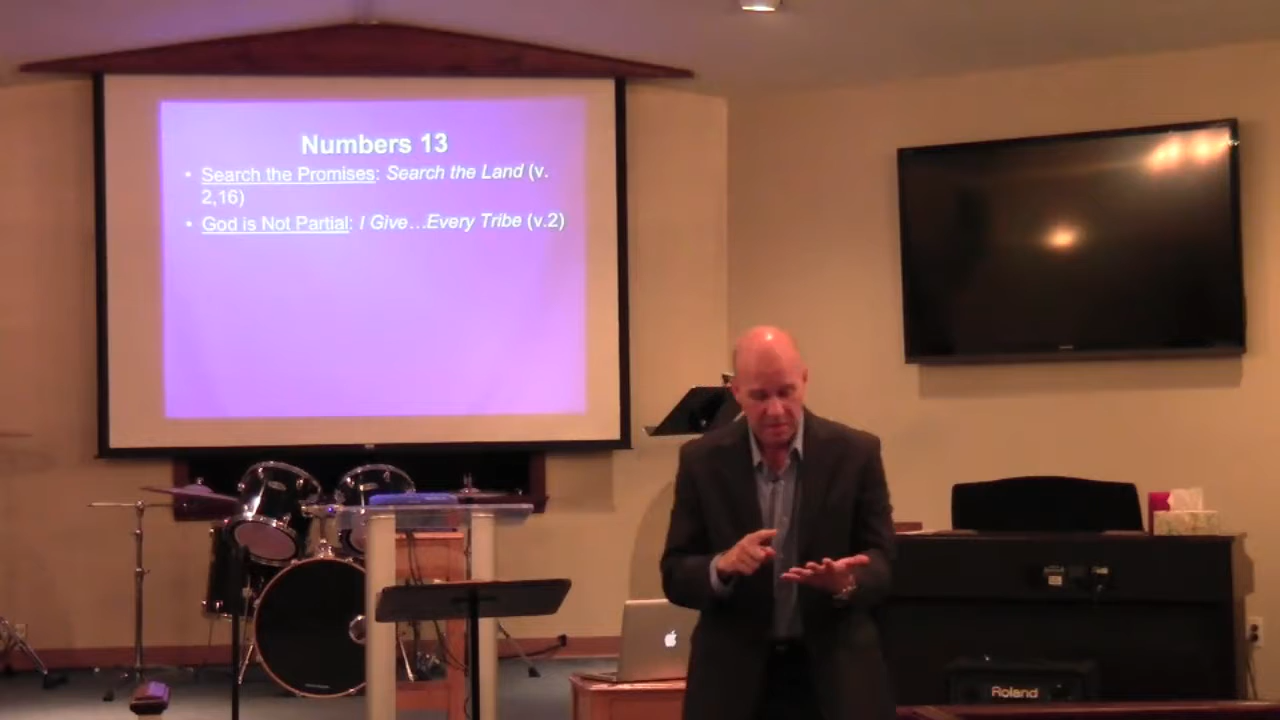 Numbers 13
• Search the Promises: Search the Land (v.
2,16)
• God is Not Partial: I Give...Every Tribe (v.2)
Roland